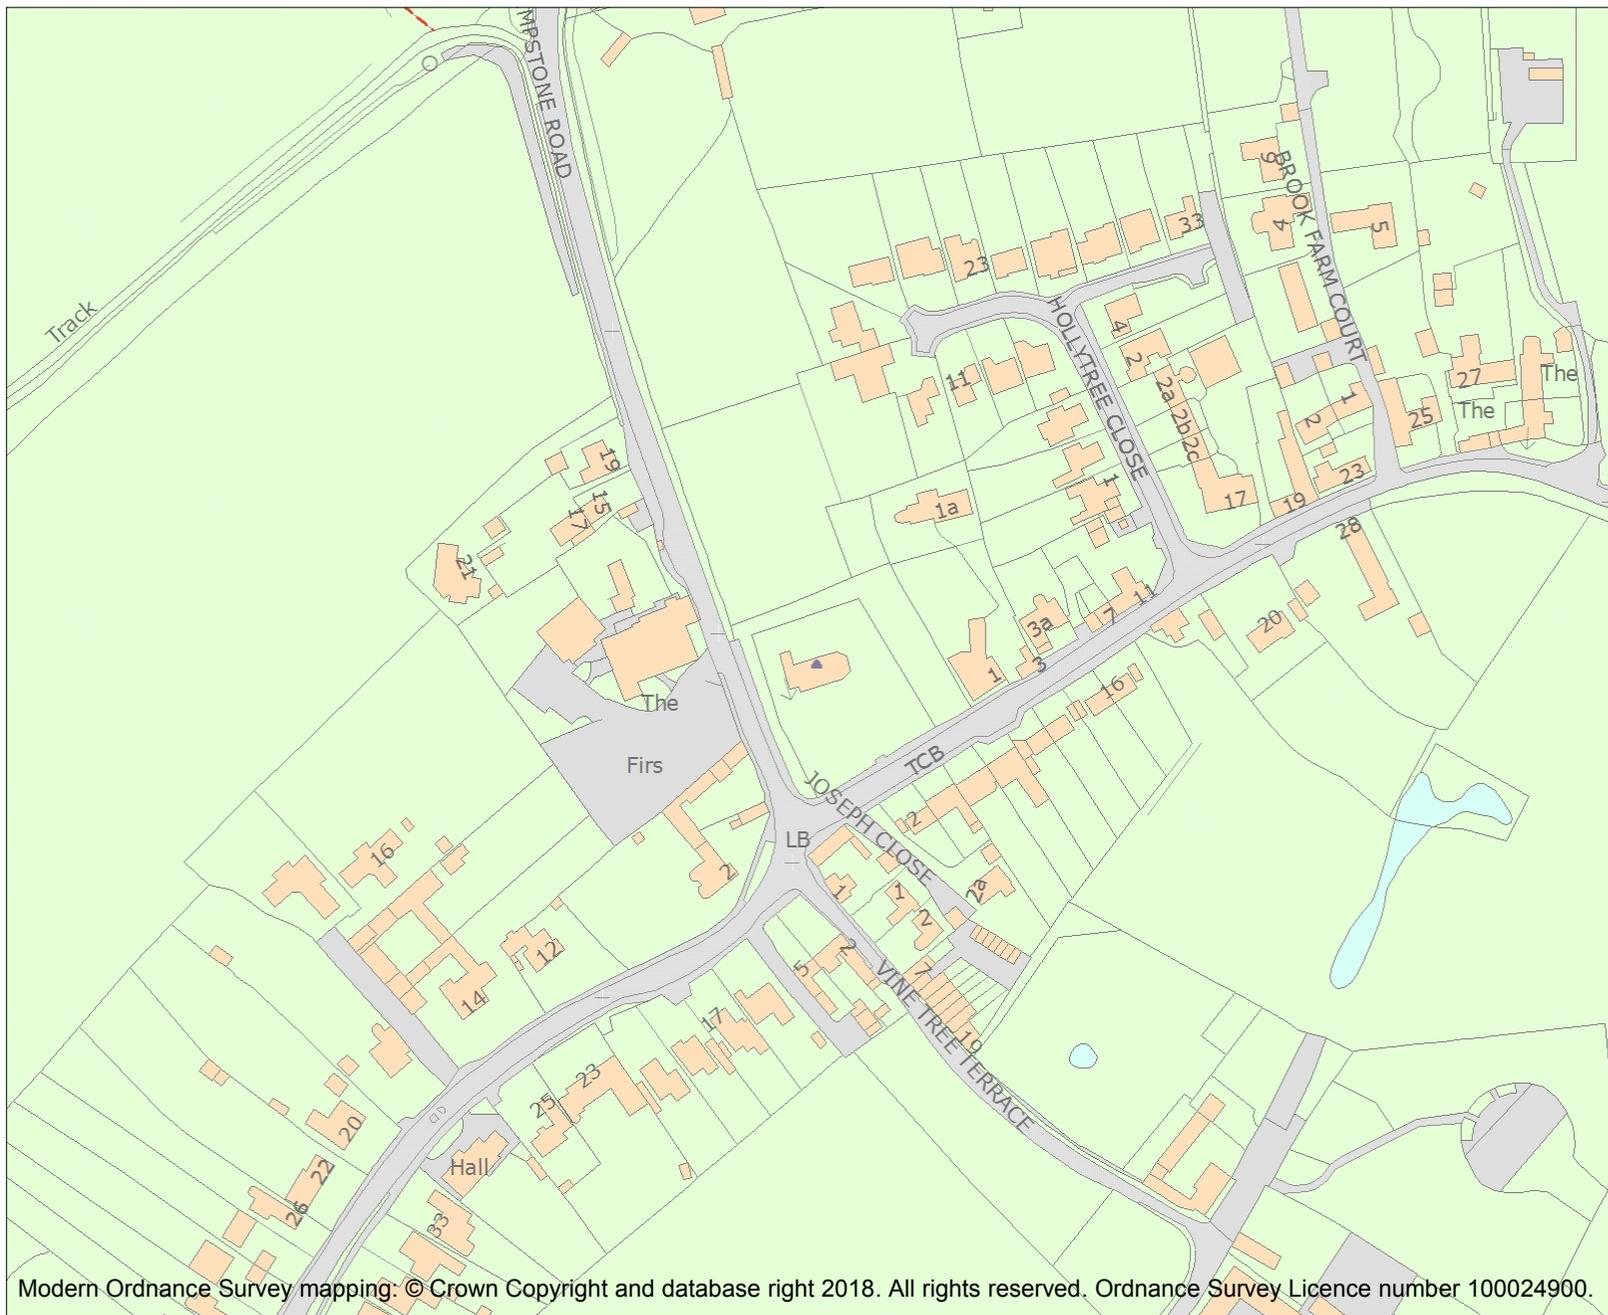 MPSTONE ROAD
9
BROOK FARM COURT
4
5
33
23
Track
4
HOLLYTREE CLOSE
2
11
2a 2b2c
27
The
The
1
2
25
19
15
17
21
1
1a
17
19
23
28
11
7
3a
20
1
3
16
The
Firs
TCB
JOSEPH CLOSE
2
LB
16
2
1
1
2
2a
12
2
5
7
VINE TREE TERRACE
14
17
19
23
25
20
Hall
22
26
33
Modern Ordnance Survey mapping: © Crown Copyright and database right 2018. All rights reserved. Ordnance Survey Licence number 100024900.